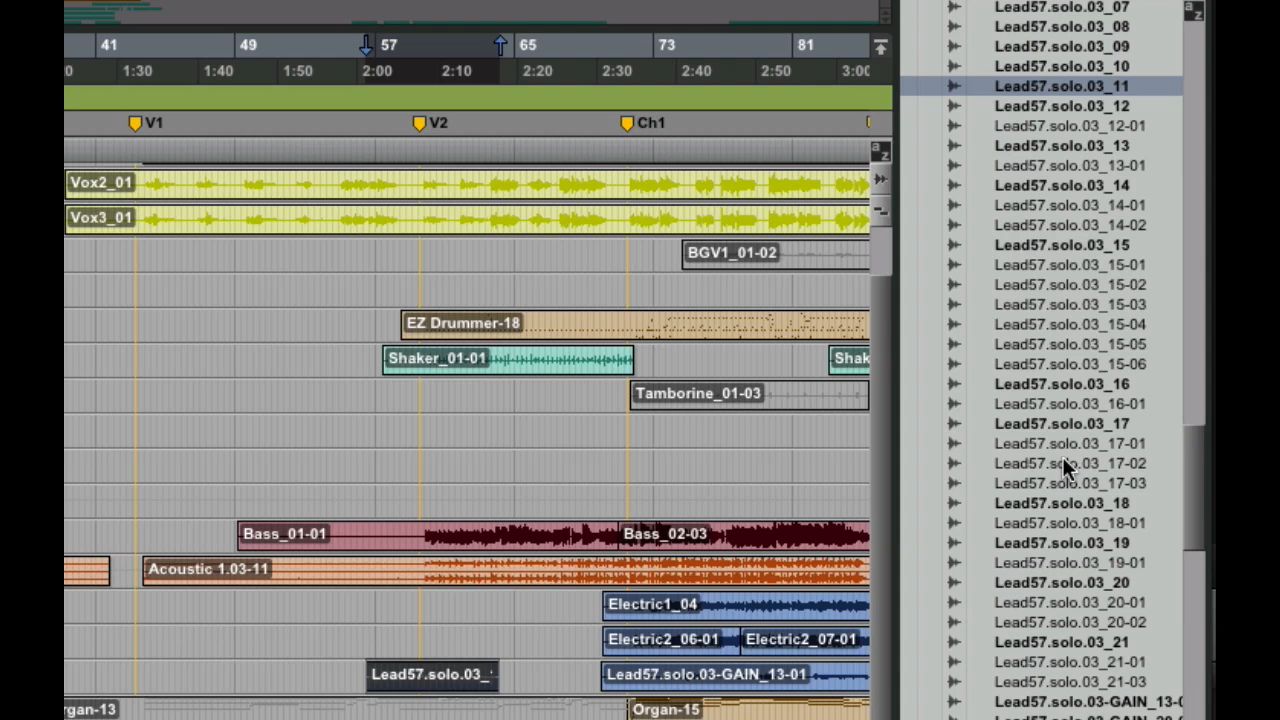 41 49 57 65 73 81
0 1:30 1:40 1:50 2:00 2:10 2:20 2:30 2:40 2:50 3:00
V1 V2 Ch1
a z
Vox2_01
Vox3_01
BGV1_01-02
EZ Drummer-18
Shaker_01-01 Shak
Tamborine_01-03
Bass_01-01 Bass_02-03
Acoustic 1.03-11
Electric1_04
Electric2_06-01 Electric2_07-01
Lead57.solo.03_ Lead57.solo.03-GAIN_13-01
rgan-13 Organ-15
a z
Lead57.solo.03_07
Lead57.solo.03_08
Lead57.solo.03_09
Lead57.solo.03_10
Lead57.solo.03_11
Lead57.solo.03_12
Lead57.solo.03_12-01
Lead57.solo.03_13
Lead57.solo.03_13-01
Lead57.solo.03_14
Lead57.solo.03_14-01
Lead57.solo.03_14-02
Lead57.solo.03_15
Lead57.solo.03_15-01
Lead57.solo.03_15-02
Lead57.solo.03_15-03
Lead57.solo.03_15-04
Lead57.solo.03_15-05
Lead57.solo.03_15-06
Lead57.solo.03_16
Lead57.solo.03_16-01
Lead57.solo.03_17
Lead57.solo.03_17-01
Lead57.solo.03_17-02
Lead57.solo.03_17-03
Lead57.solo.03_18
Lead57.solo.03_18-01
Lead57.solo.03_19
Lead57.solo.03_19-01
Lead57.solo.03_20
Lead57.solo.03_20-01
Lead57.solo.03_20-02
Lead57.solo.03_21
Lead57.solo.03_21-01
Lead57.solo.03_21-03
Lead57.solo.03-GAIN_13-0